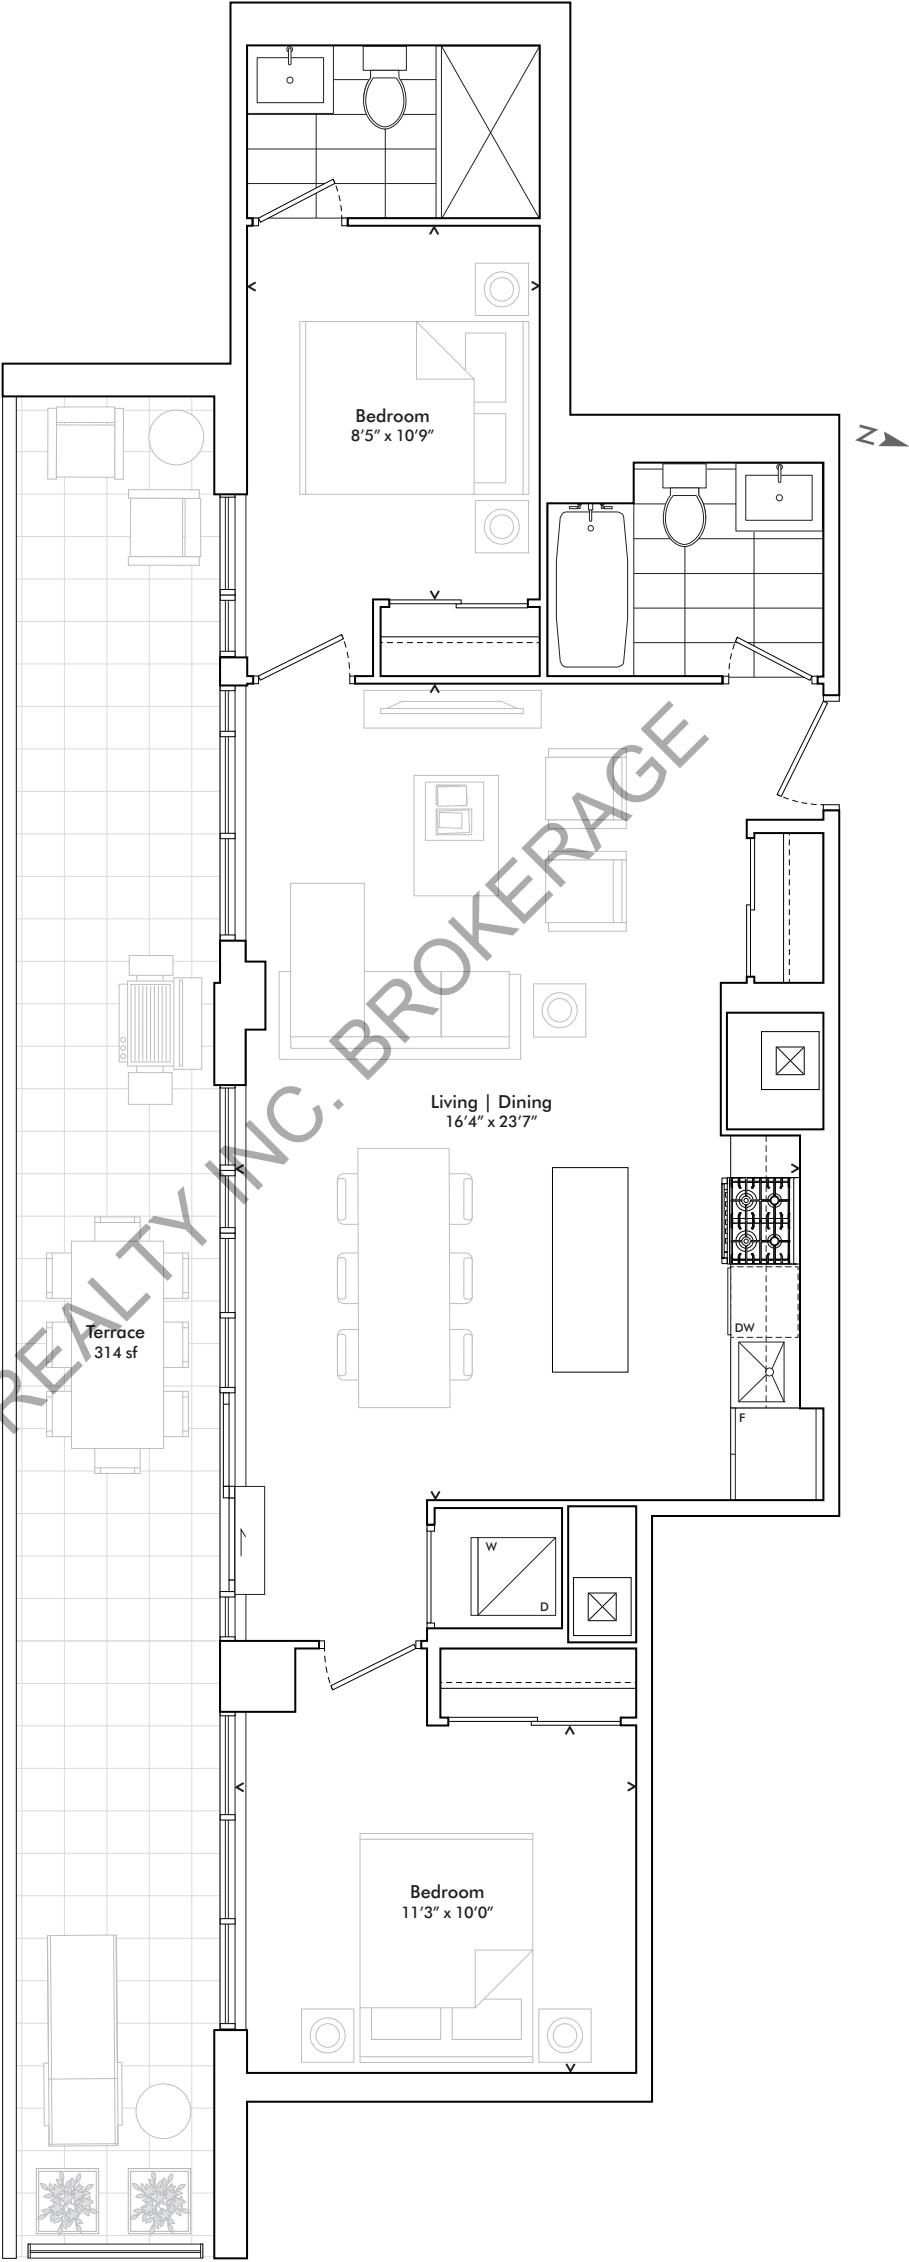 Bedroom
8’5” x 10’9”
N
REALTY INC. BROKERAGE
Living | Dining
16’4” x 23’7”
Terrace
314 sf
DW
F
W
D
Bedroom
11’3” x 10’0”